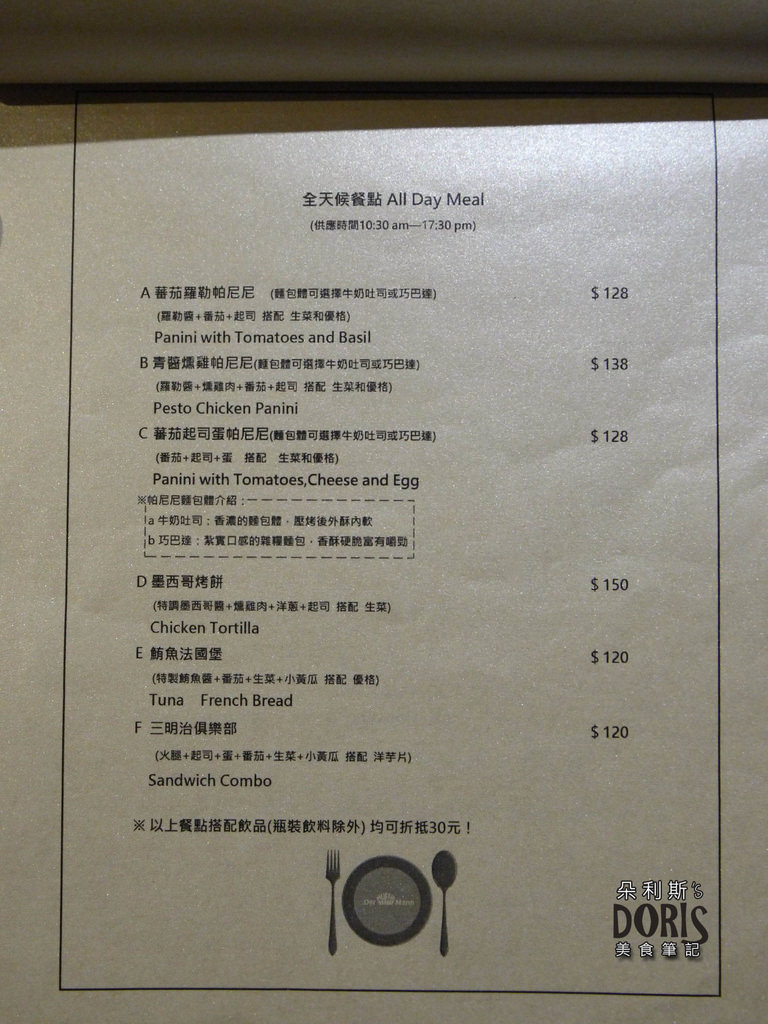 全天候餐點 All Day Meal
(供應時間10:30 am—17:30 pm)
A 蕃茄羅勒帕尼尼 (麵包體可選擇牛奶吐司或巧巴達) $ 128
(羅勒醬+番茄+起司 搭配 生菜和優格)
Panini with Tomatoes and Basil
B 青醬燻雞帕尼尼(麵包體可選擇牛奶吐司或巧巴達) $ 138
(羅勒醬+燻雞肉+番茄+起司 搭配 生菜和優格)
Pesto Chicken Panini
C 蕃茄起司蛋帕尼尼(麵包體可選擇牛奶吐司或巧巴達) $ 128
(番茄+起司+蛋 搭配 生菜和優格)
Panini with Tomatoes,Cheese and Egg
※帕尼尼麵包體介紹：
a 牛奶吐司：香濃的麵包體，壓烤後外酥內軟
b 巧巴達：紮實口感的雜糧麵包，香酥硬脆富有嚼勁
D 墨西哥烤餅 $ 150
(特調墨西哥醬+燻雞肉+洋蔥+起司 搭配 生菜)
Chicken Tortilla
E 鮪魚法國堡 $ 120
(特製鮪魚醬+番茄+生菜+小黃瓜 搭配 優格)
Tuna French Bread
F 三明治俱樂部 $ 120
(火腿+起司+蛋+番茄+生菜+小黃瓜 搭配 洋芋片)
Sandwich Combo
※ 以上餐點搭配飲品(瓶裝飲料除外) 均可折抵30元！
Der Mann
朵利斯's
DORIS
美食筆記